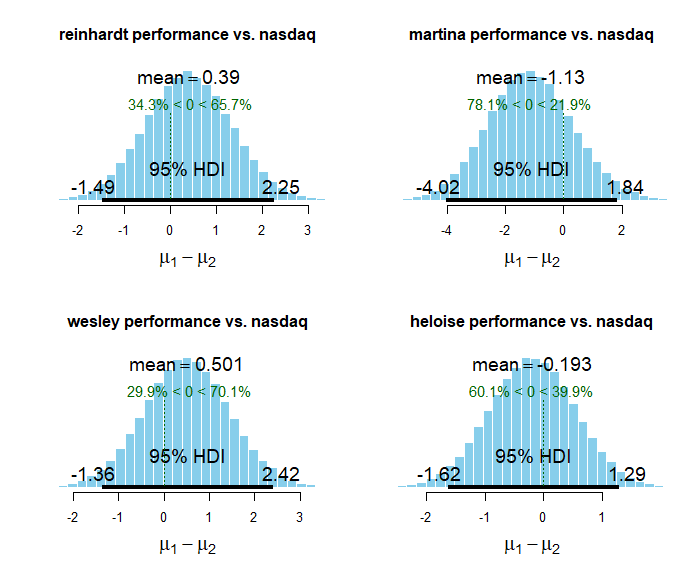 reinhardt performance vs. nasdaq
mean = 0.39
34.3% < 0 < 65.7%
95% HDI
-1.49 2.25
-2 -1 0 1 2 3
μ1 − μ2
martina performance vs. nasdaq
mean = -1.13
78.1% < 0 < 21.9%
95% HDI
-4.02 1.84
-4 -2 0 2
μ1 − μ2
wesley performance vs. nasdaq
mean = 0.501
29.9% < 0 < 70.1%
95% HDI
-1.36 2.42
-2 -1 0 1 2 3
μ1 − μ2
heloise performance vs. nasdaq
mean = -0.193
60.1% < 0 < 39.9%
95% HDI
-1.62 1.29
-2 -1 0 1
μ1 − μ2